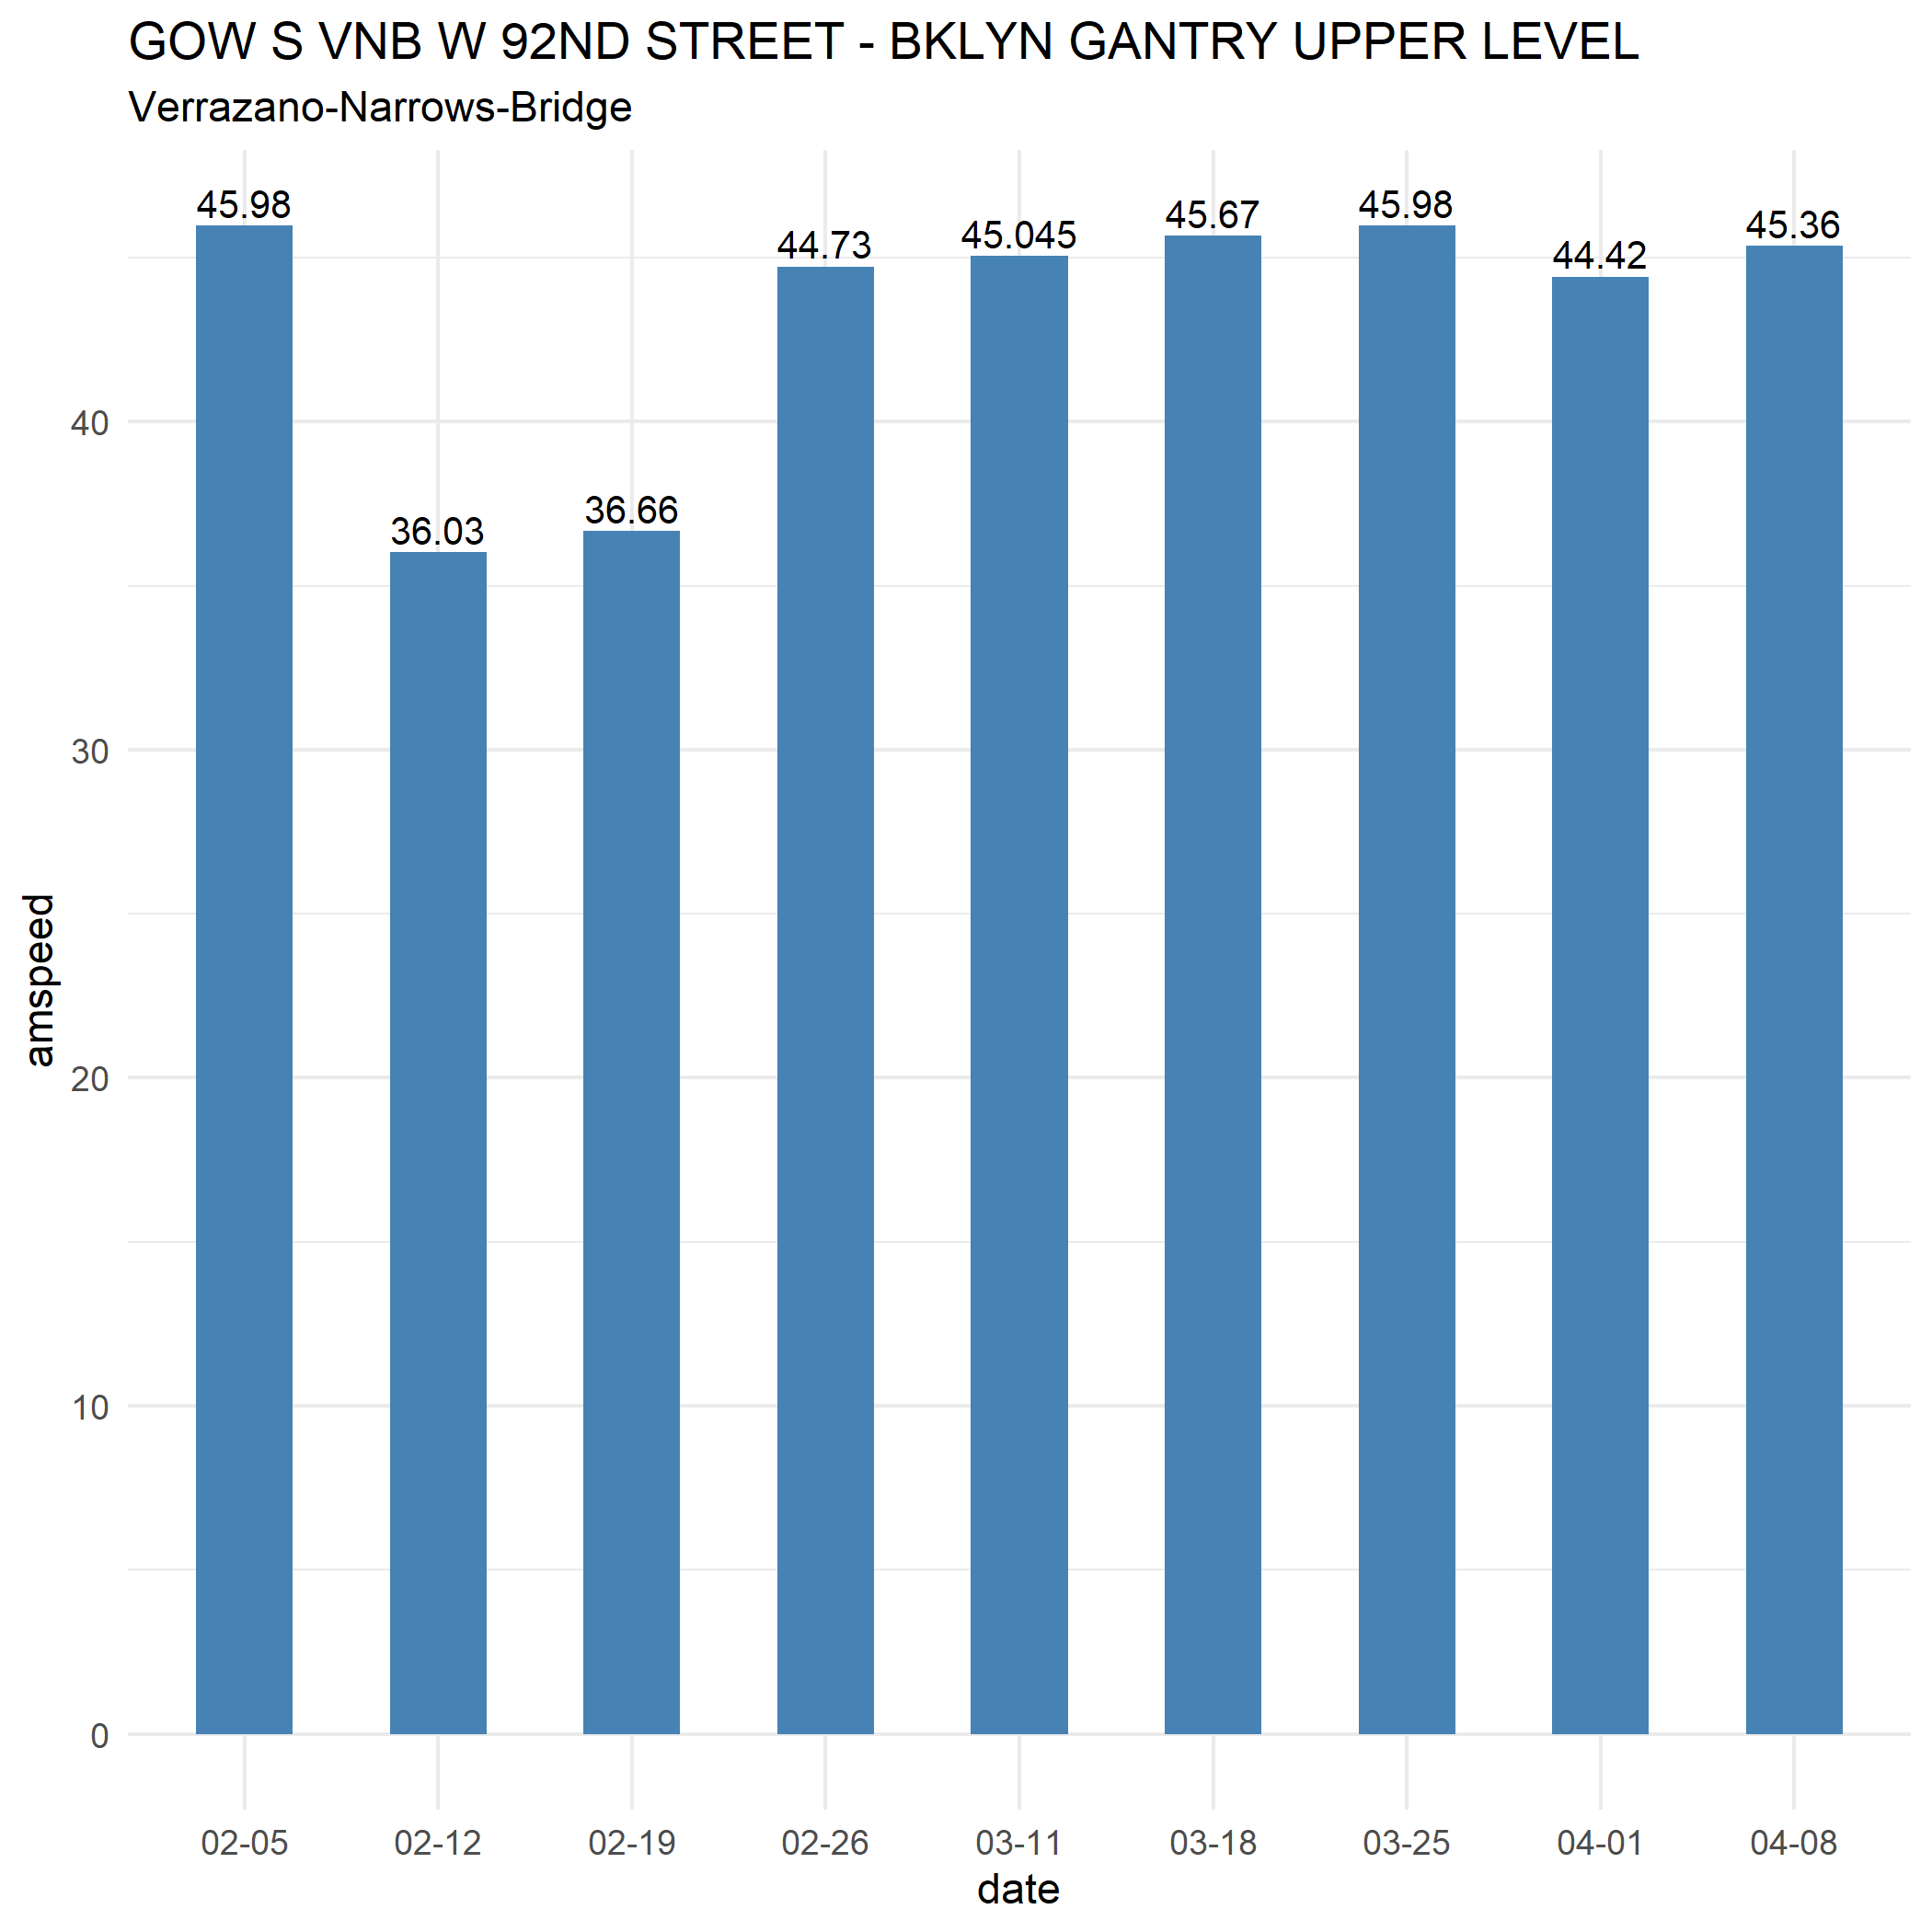 GOW S VNB W 92ND STREET - BKLYN GANTRY UPPER LEVEL
Verrazano-Narrows-Bridge
45.98
36.03
36.66
44.73
45.045
45.67
45.98
44.42
45.36
40
30
20
10
0
amspeed
02-05 02-12 02-19 02-26 03-11 03-18 03-25 04-01 04-08
date